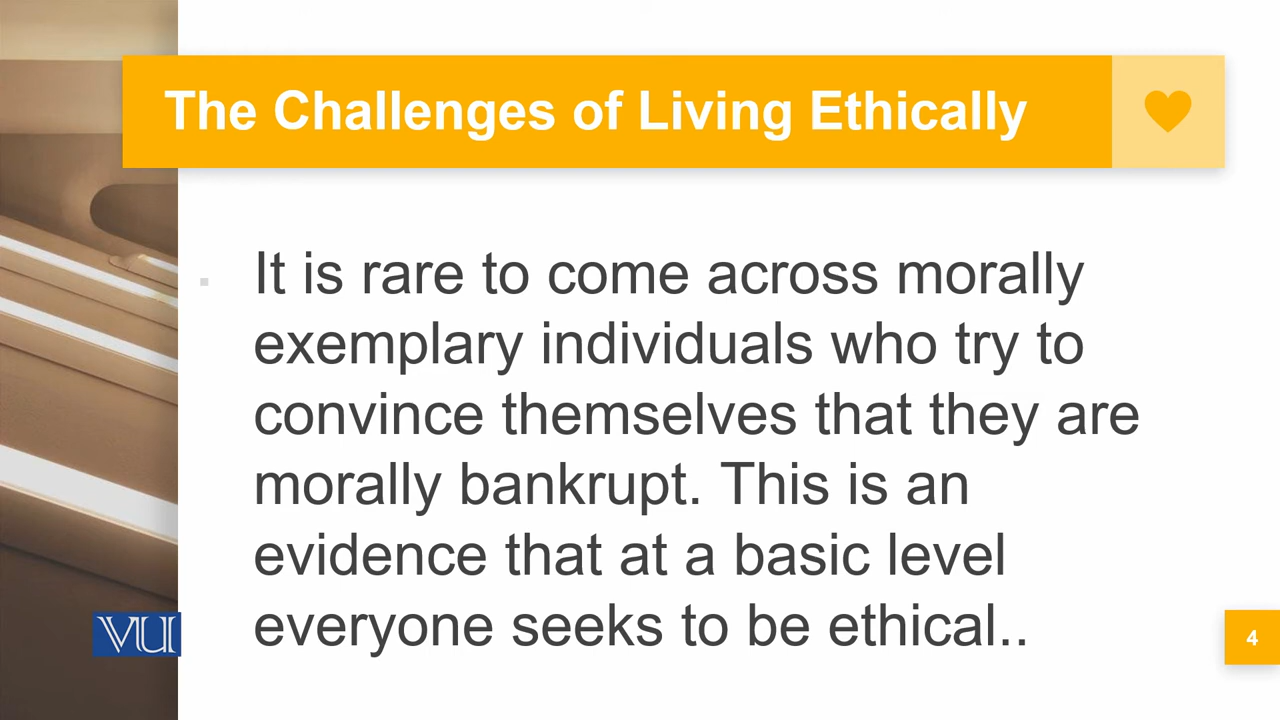 The Challenges of Living Ethically
It is rare to come across morally
exemplary individuals who try to
convince themselves that they are
morally bankrupt. This is an
evidence that at a basic level
everyone seeks to be ethical..
VU
4